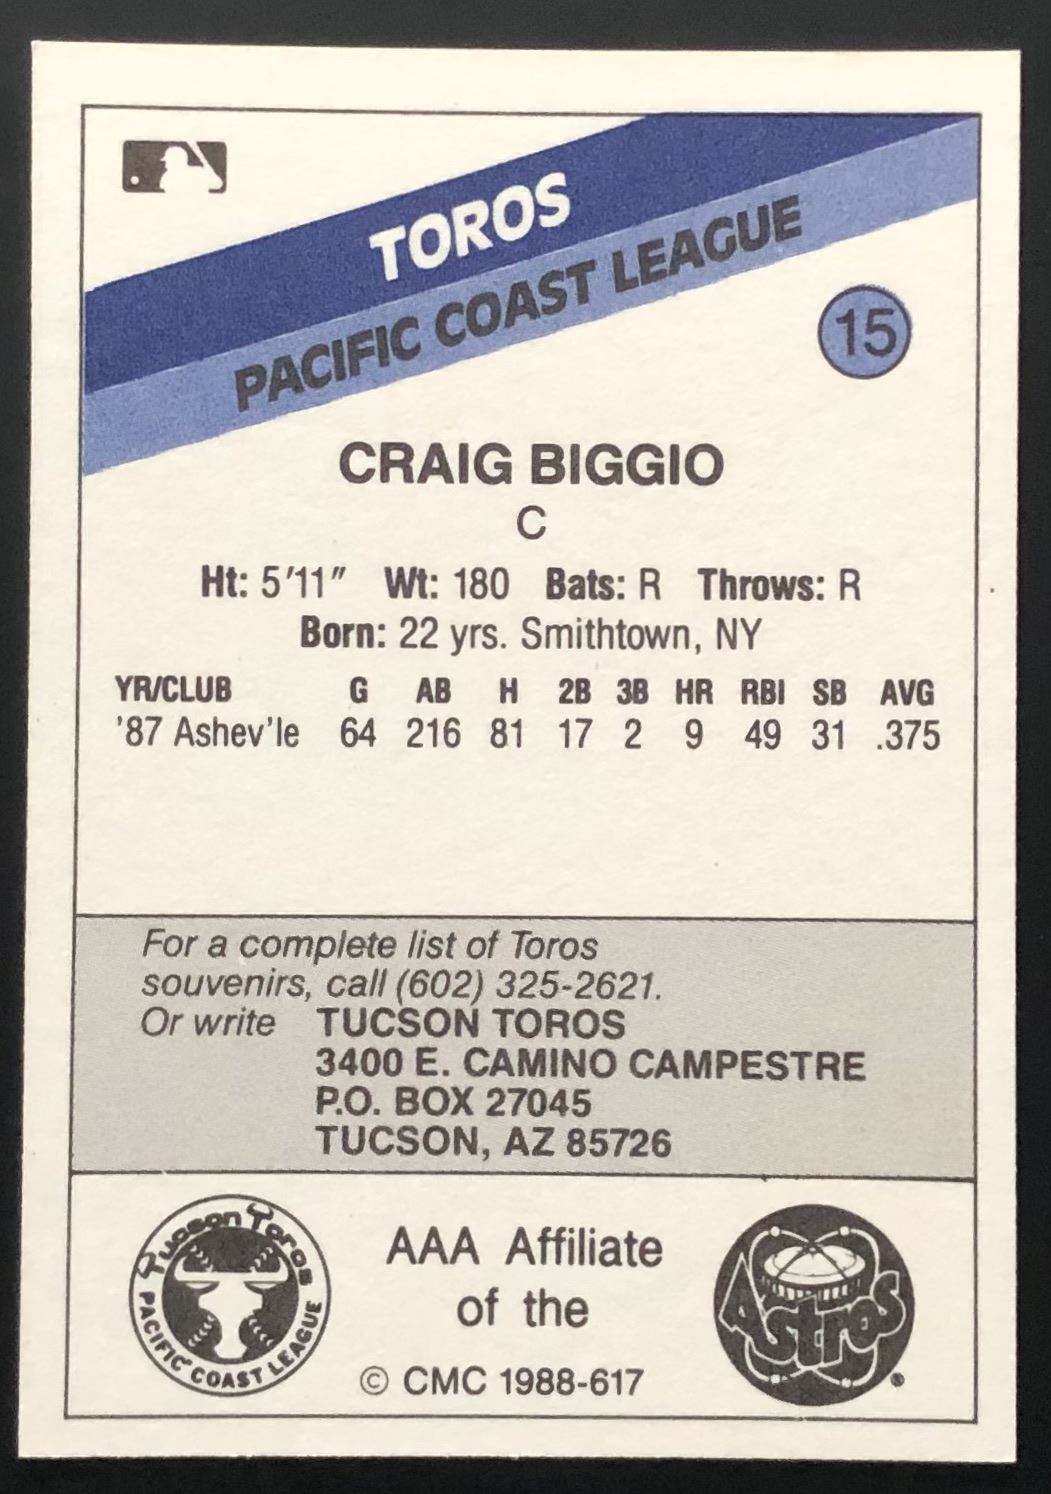 TOROS
PACIFIC COAST LEAGUE
15
CRAIG BIGGIO
C
Ht: 5'11" Wt: 180 Bats: R Throws: R
Born: 22 yrs. Smithtown, NY
YR/CLUB G AB H 2B 3B HR RBI SB AVG
'87 Ashev'le 64 216 81 17 2 9 49 31 .375
For a complete list of Toros
souvenirs, call (602) 325-2621.
Or write TUCSON TOROS
3400 E. CAMINO CAMPESTRE
P.O. BOX 27045
TUCSON, AZ 85726
Tucson Toros
PACIFIC COAST LEAGUE
AAA Affiliate
of the
© CMC 1988-617
Astros
®